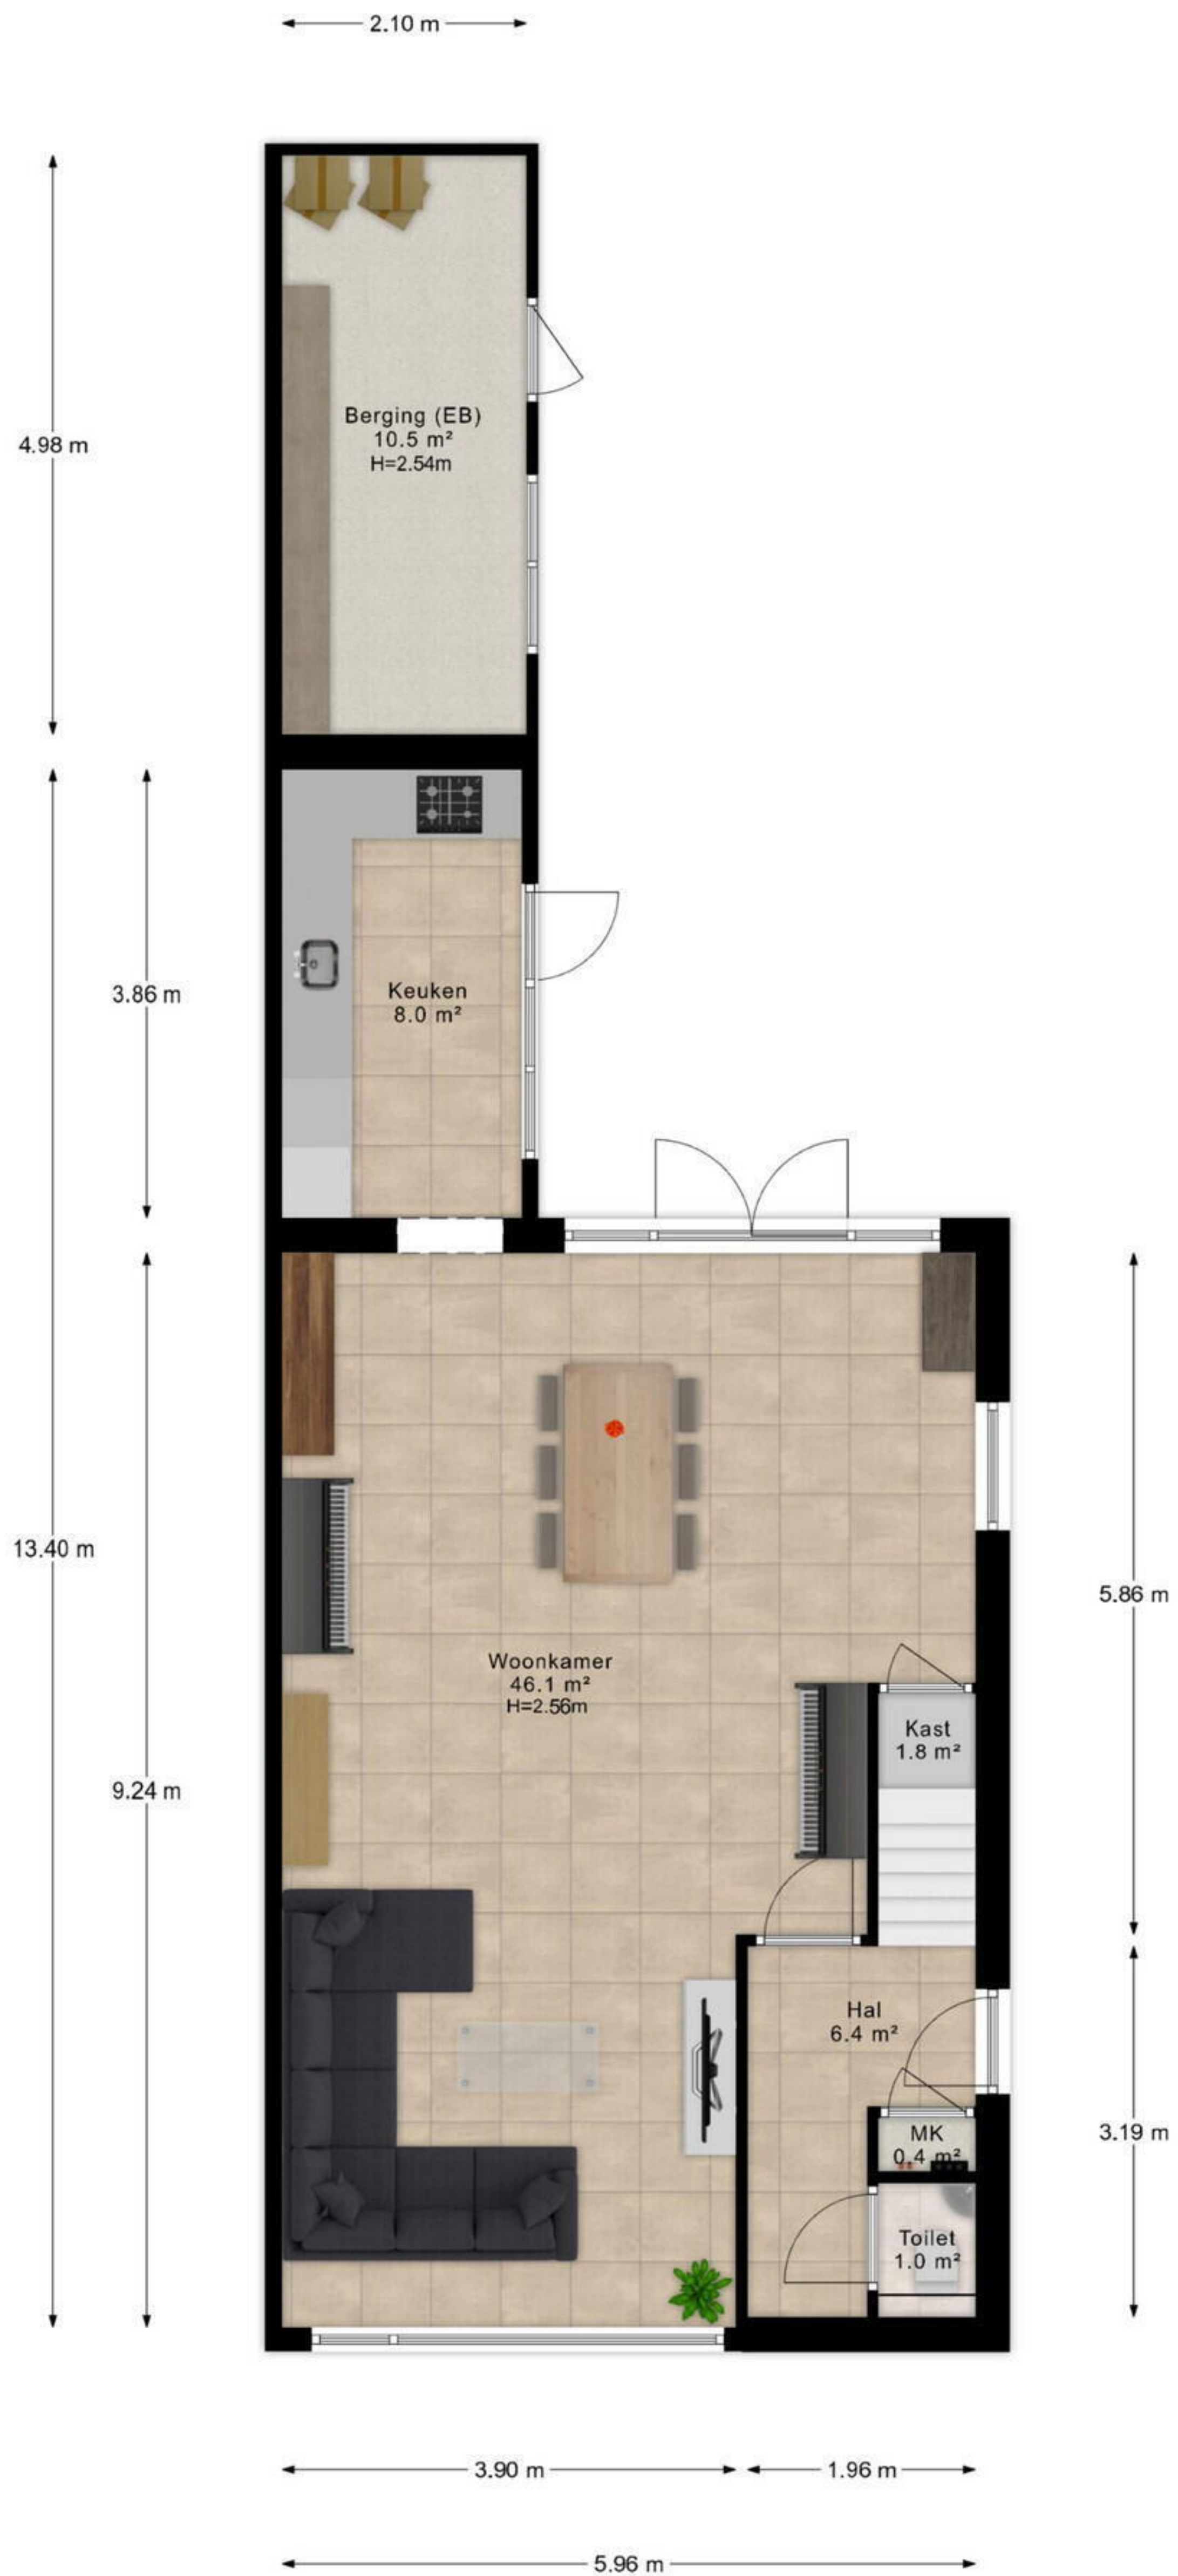 2.10 m
4.98 m
Berging (EB)
10.5 m²
H=2.54m
3.86 m
Keuken
8.0 m²
13.40 m
5.86 m
Woonkamer
46.1 m²
H=2.56m
Kast
1.8 m²
9.24 m
Hal
6.4 m²
MK
0.4 m²
3.19 m
Toilet
1.0 m²
3.90 m
1.96 m
5.96 m